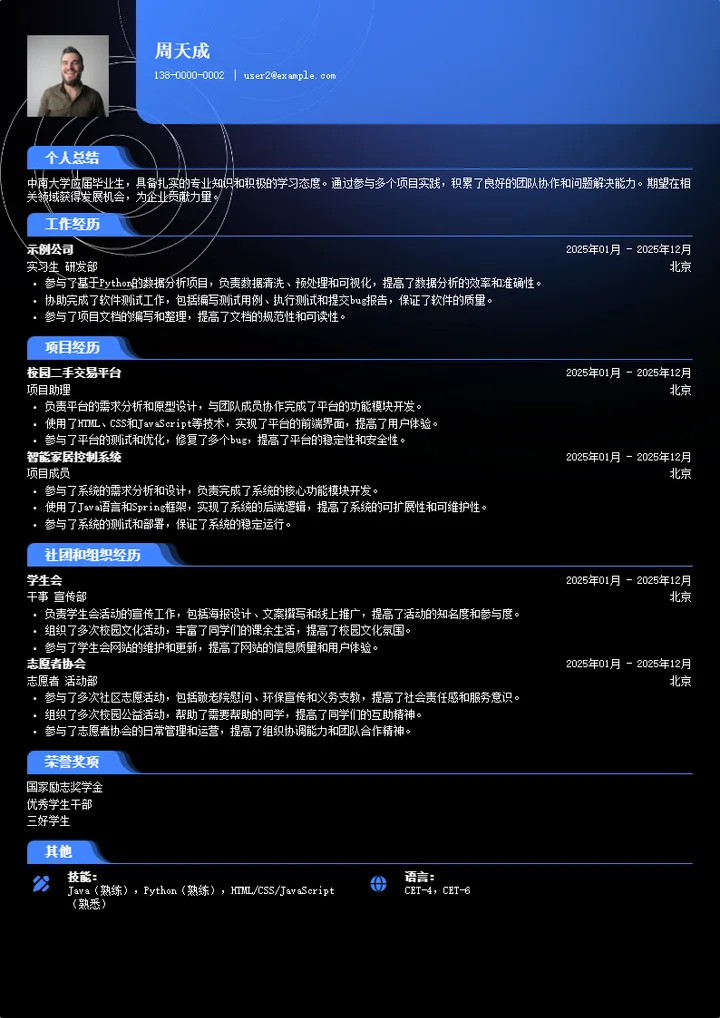 周天成
138-0000-0002 | user2@example.com
个人总结
中南大学应届毕业生，具备扎实的专业知识和积极的学习态度。通过参与多个项目实践，积累了良好的团队协作和问题解决能力。期望在相
关领域获得发展机会，为企业贡献力量。
工作经历
示例公司 2025年01月 - 2025年12月
实习生 研发部 北京
• 参与了基于Python的数据分析项目，负责数据清洗、预处理和可视化，提高了数据分析的效率和准确性。
• 协助完成了软件测试工作，包括编写测试用例、执行测试和提交bug报告，保证了软件的质量。
• 参与了项目文档的编写和整理，提高了文档的规范性和可读性。
项目经历
校园二手交易平台 2025年01月 - 2025年12月
项目助理 北京
• 负责平台的需求分析和原型设计，与团队成员协作完成了平台的功能模块开发。
• 使用了HTML、CSS和JavaScript等技术，实现了平台的前端界面，提高了用户体验。
• 参与了平台的测试和优化，修复了多个bug，提高了平台的稳定性和安全性。
智能家居控制系统 2025年01月 - 2025年12月
项目成员 北京
• 参与了系统的需求分析和设计，负责完成了系统的核心功能模块开发。
• 使用了Java语言和Spring框架，实现了系统的后端逻辑，提高了系统的可扩展性和可维护性。
• 参与了系统的测试和部署，保证了系统的稳定运行。
社团和组织经历
学生会 2025年01月 - 2025年12月
干事 宣传部 北京
• 负责学生会活动的宣传工作，包括海报设计、文案撰写和线上推广，提高了活动的知名度和参与度。
• 组织了多次校园文化活动，丰富了同学们的课余生活，提高了校园文化氛围。
• 参与了学生会网站的维护和更新，提高了网站的信息质量和用户体验。
志愿者协会 2025年01月 - 2025年12月
志愿者 活动部 北京
• 参与了多次社区志愿活动，包括敬老院慰问、环保宣传和义务支教，提高了社会责任感和服务意识。
• 组织了多次校园公益活动，帮助了需要帮助的同学，提高了同学们的互助精神。
• 参与了志愿者协会的日常管理和运营，提高了组织协调能力和团队合作精神。
荣誉奖项
国家励志奖学金
优秀学生干部
三好学生
其他
技能： 语言：
Java（熟练），Python（熟练），HTML/CSS/JavaScript CET-4，CET-6
（熟悉）